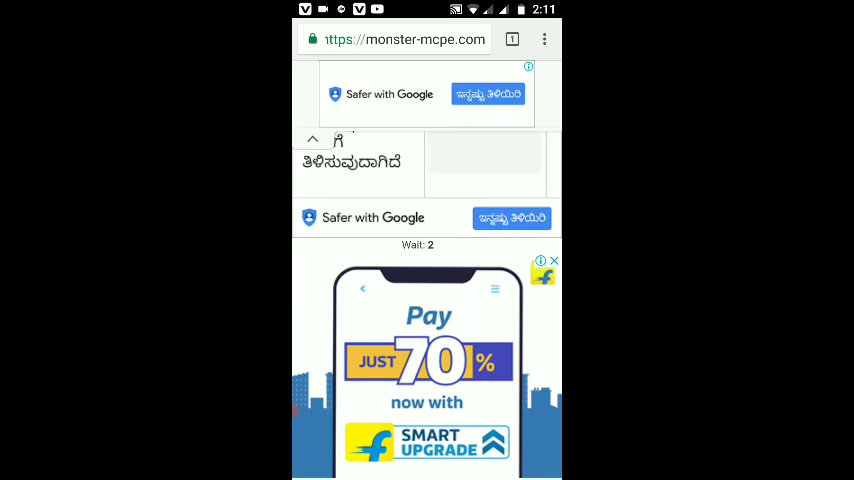 2:11
https://monster-mcpe.com
1
Safer with Google
ಇನ್ನಷ್ಟು ತಿಳಿಯಿರಿ
ಗೆ
ತಿಳಿಸುವುದಾಗಿದೆ
Safer with Google
ಇನ್ನಷ್ಟು ತಿಳಿಯಿರಿ
Wait: 2
Pay
JUST 70 %
now with
SMART
UPGRADE